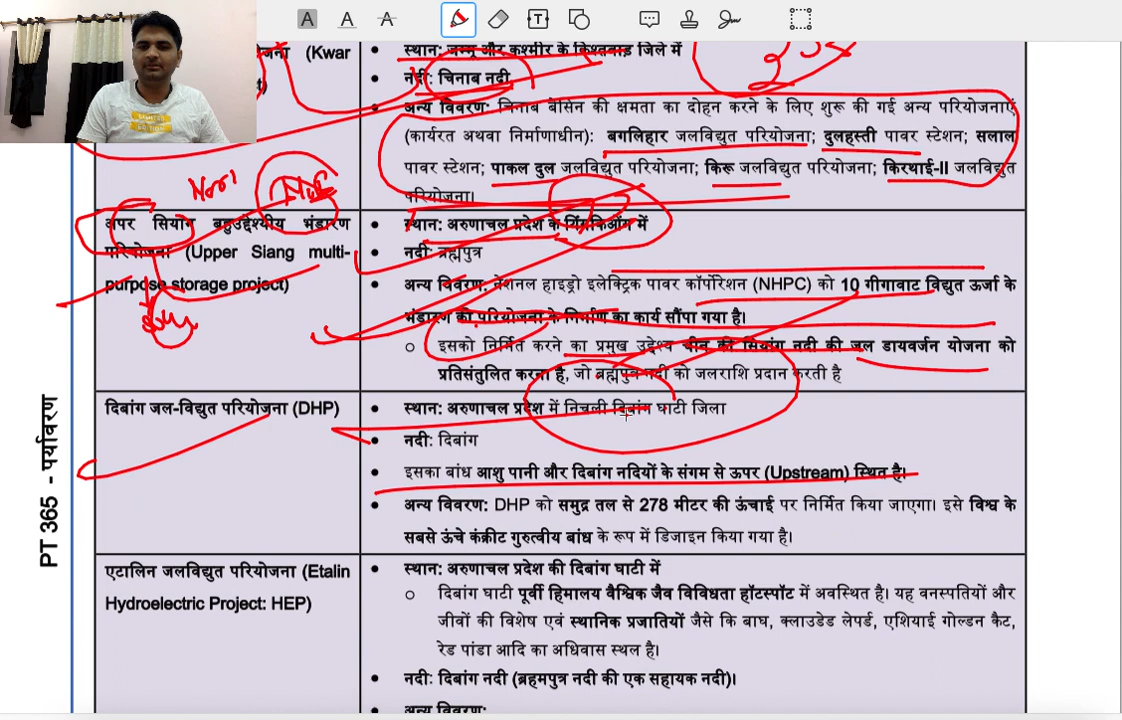 A A A T
जना (Kwar
t)
स्थान: जम्मू और कश्मीर के किश्तवाड़ जिले में
नदी: चिनाब नदी
अन्य विवरण: चिनाब बेसिन की क्षमता का दोहन करने के लिए शुरू की गई अन्य परियोजनाएं
(कार्यरत अथवा निर्माणाधीन): बगलिहार जलविद्युत परियोजना; दुलहस्ती पावर स्टेशन; सलाल
पावर स्टेशन; पाकल दुल जलविद्युत परियोजना; किरू जलविद्युत परियोजना; किरथाई-II जलविद्युत
परियोजना।
अपर सियांग बहुउद्देश्यीय भंडारण
परियोजना (Upper Siang multi-
purpose storage project)
स्थान: अरुणाचल प्रदेश के यिंगकिओंग में
नदी: ब्रह्मपुत्र
अन्य विवरण: नेशनल हाइड्रो इलेक्ट्रिक पावर कॉर्पोरेशन (NHPC) को 10 गीगावाट विद्युत ऊर्जा के
भंडारण की परियोजना के निर्माण का कार्य सौंपा गया है।
इसको निर्मित करने का प्रमुख उद्देश्य चीन की सियांग नदी की जल डायवर्जन योजना को
प्रतिसंतुलित करना है, जो ब्रह्मपुत्र नदी को जलराशि प्रदान करती है
दिबांग जल-विद्युत परियोजना (DHP)
स्थान: अरुणाचल प्रदेश में निचली दिबांग घाटी जिला
नदी: दिबांग
इसका बांध आशु पानी और दिबांग नदियों के संगम से ऊपर (Upstream) स्थित है।
अन्य विवरण: DHP को समुद्र तल से 278 मीटर की ऊंचाई पर निर्मित किया जाएगा। इसे विश्व के
सबसे ऊंचे कंक्रीट गुरुत्वीय बांध के रूप में डिजाइन किया गया है।
एटालिन जलविद्युत परियोजना (Etalin
Hydroelectric Project: HEP)
स्थान: अरुणाचल प्रदेश की दिबांग घाटी में
दिबांग घाटी पूर्वी हिमालय वैश्विक जैव विविधता हॉटस्पॉट में अवस्थित है। यह वनस्पतियों और
जीवों की विशेष एवं स्थानिक प्रजातियों जैसे कि बाघ, क्लाउडेड लेपर्ड, एशियाई गोल्डन कैट,
रेड पांडा आदि का अधिवास स्थल है।
नदी: दिबांग नदी (ब्रहमपुत्र नदी की एक सहायक नदी)।
अन्य विवरण:
PT 365 - पर्यावरण